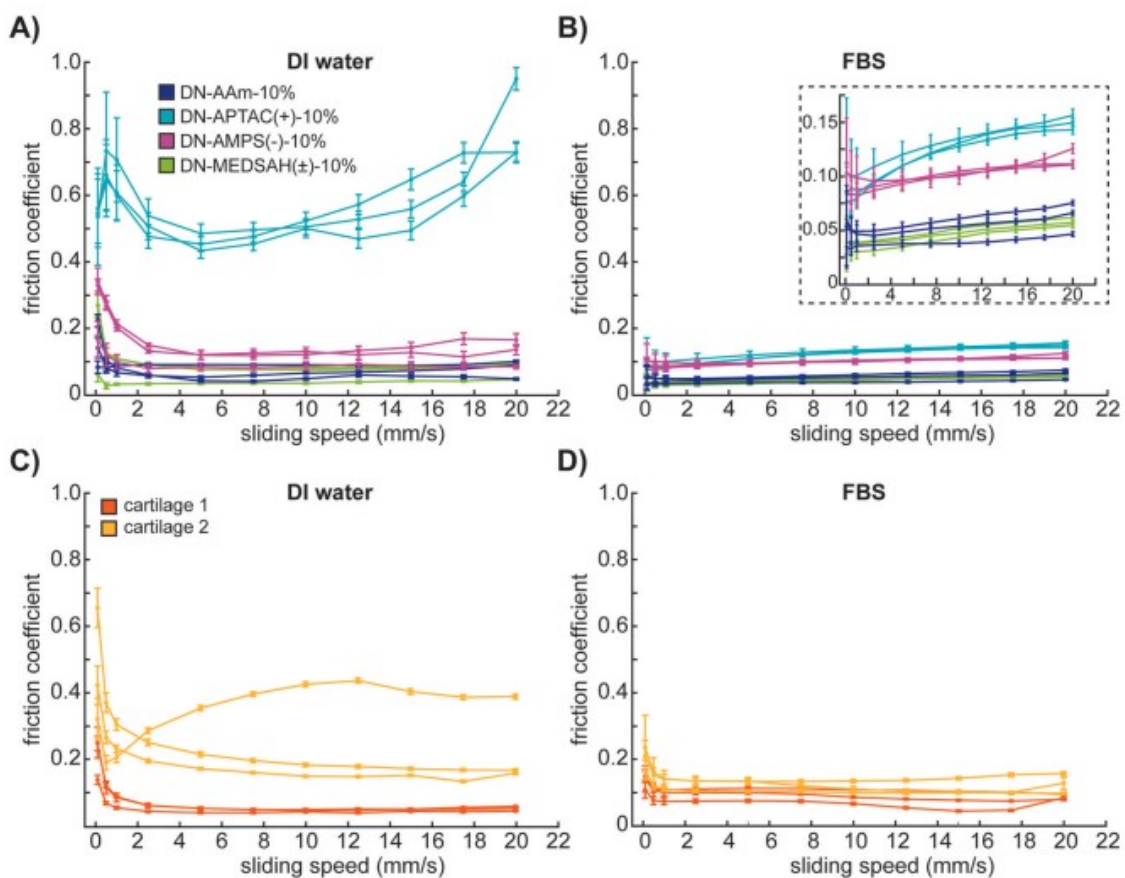 A)
DI water
1.0
0.8
0.6
0.4
0.2
0
friction coefficient
DN-AAm-10%
DN-APTAC(+)-10%
DN-AMPS(-)-10%
DN-MEDSAH(±)-10%
0 2 4 6 8 10 12 14 16 18 20 22
sliding speed (mm/s)
B)
FBS
1.0
0.8
0.6
0.4
0.2
0
friction coefficient
0.15
0.10
0.05
0
0 4 8 12 16 20
0 2 4 6 8 10 12 14 16 18 20 22
sliding speed (mm/s)
C)
DI water
1.0
0.8
0.6
0.4
0.2
0
friction coefficient
cartilage 1
cartilage 2
0 2 4 6 8 10 12 14 16 18 20 22
sliding speed (mm/s)
D)
FBS
1.0
0.8
0.6
0.4
0.2
0
friction coefficient
0 2 4 6 8 10 12 14 16 18 20 22
sliding speed (mm/s)